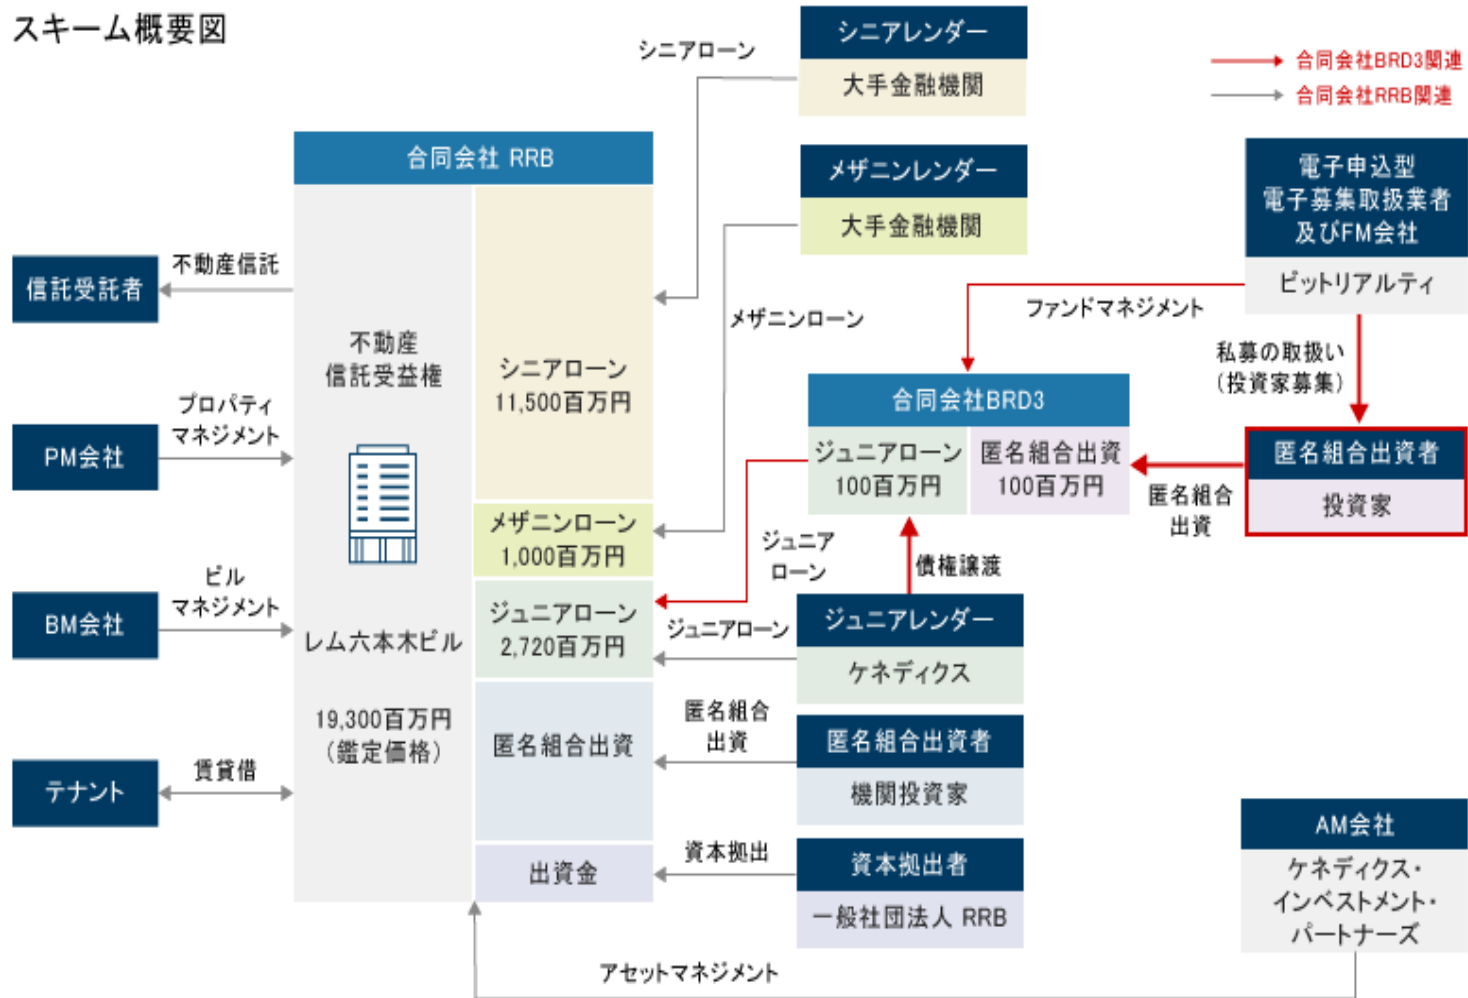 スキーム概要図
シニアローン
シニアレンダー
大手金融機関
合同会社BRD3関連
合同会社RRB関連
合同会社 RRB
メザニンレンダー
大手金融機関
電子申込型
電子募集取扱業者
及びFM会社
ビットリアルティ
信託受託者
不動産信託
不動産
信託受益権
シニアローン
11,500百万円
メザニンローン
ファンドマネジメント
私募の取扱い
（投資家募集）
PM会社
プロパティ
マネジメント
合同会社BRD3
ジュニアローン
100百万円
匿名組合出資
100百万円
匿名組合
出資
匿名組合出資者
投資家
メザニンローン
1,000百万円
ジュニア
ローン
債権譲渡
BM会社
ビル
マネジメント
レム六本木ビル
ジュニアローン
2,720百万円
ジュニアローン
ジュニアレンダー
ケネディクス
19,300百万円
（鑑定価格）
匿名組合出資
匿名組合
出資
匿名組合出資者
機関投資家
テナント
賃貸借
出資金
資本拠出
資本拠出者
一般社団法人 RRB
AM会社
ケネディクス・
インベストメント・
パートナーズ
アセットマネジメント